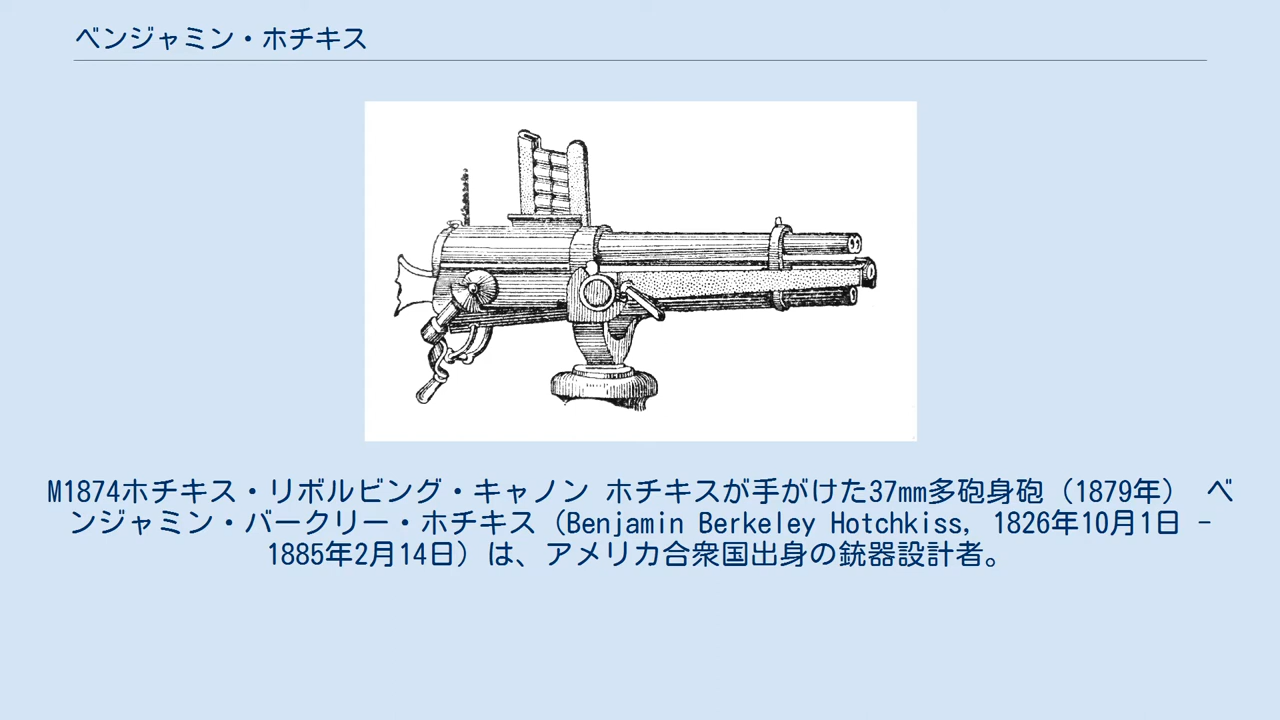 ベンジャミン・ホチキス
M1874ホチキス・リボルビング・キャノン ホチキスが手がけた37mm多砲身砲（1879年） ベ
ンジャミン・バークリー・ホチキス（Benjamin Berkeley Hotchkiss, 1826年10月1日 -
1885年2月14日）は、アメリカ合衆国出身の銃器設計者。